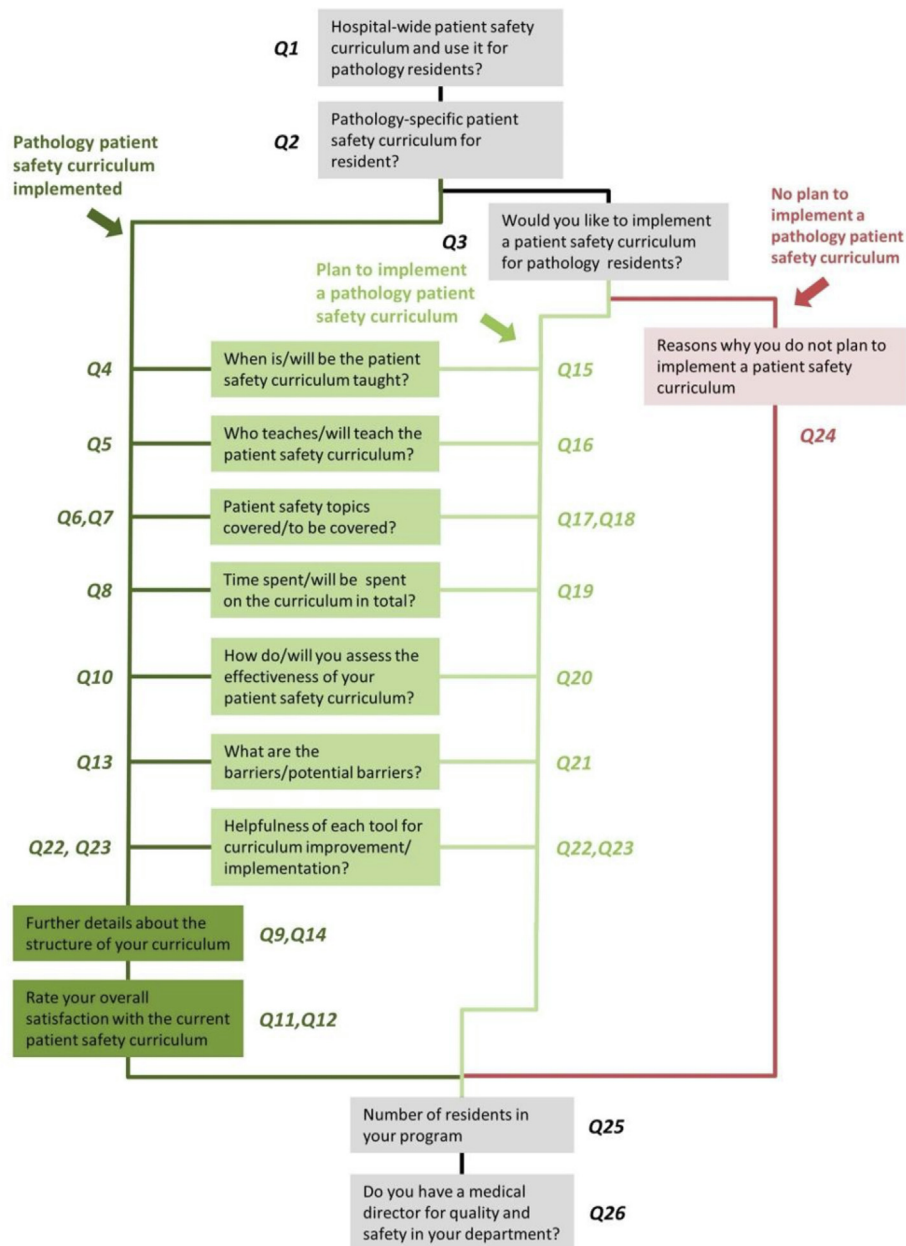 Q1
Hospital-wide patient safety
curriculum and use it for
pathology residents?
Q2
Pathology-specific patient
safety curriculum for
resident?
Pathology patient
safety curriculum
implemented
Q3
Would you like to implement
a patient safety curriculum
for pathology residents?
No plan to
implement a
pathology patient
safety curriculum
Plan to implement
a pathology patient
safety curriculum
Q4
When is/will be the patient
safety curriculum taught?
Q15
Reasons why you do not plan to
implement a patient safety
curriculum
Q24
Q5
Who teaches/will teach the
patient safety curriculum?
Q16
Q6,Q7
Patient safety topics
covered/to be covered?
Q17,Q18
Q8
Time spent/will be spent
on the curriculum in total?
Q19
Q10
How do/will you assess the
effectiveness of your
patient safety curriculum?
Q20
Q13
What are the
barriers/potential barriers?
Q21
Q22, Q23
Helpfulness of each tool for
curriculum improvement/
implementation?
Q22,Q23
Further details about the
structure of your curriculum
Q9,Q14
Rate your overall
satisfaction with the current
patient safety curriculum
Q11,Q12
Number of residents in
your program
Q25
Do you have a medical
director for quality and
safety in your department?
Q26